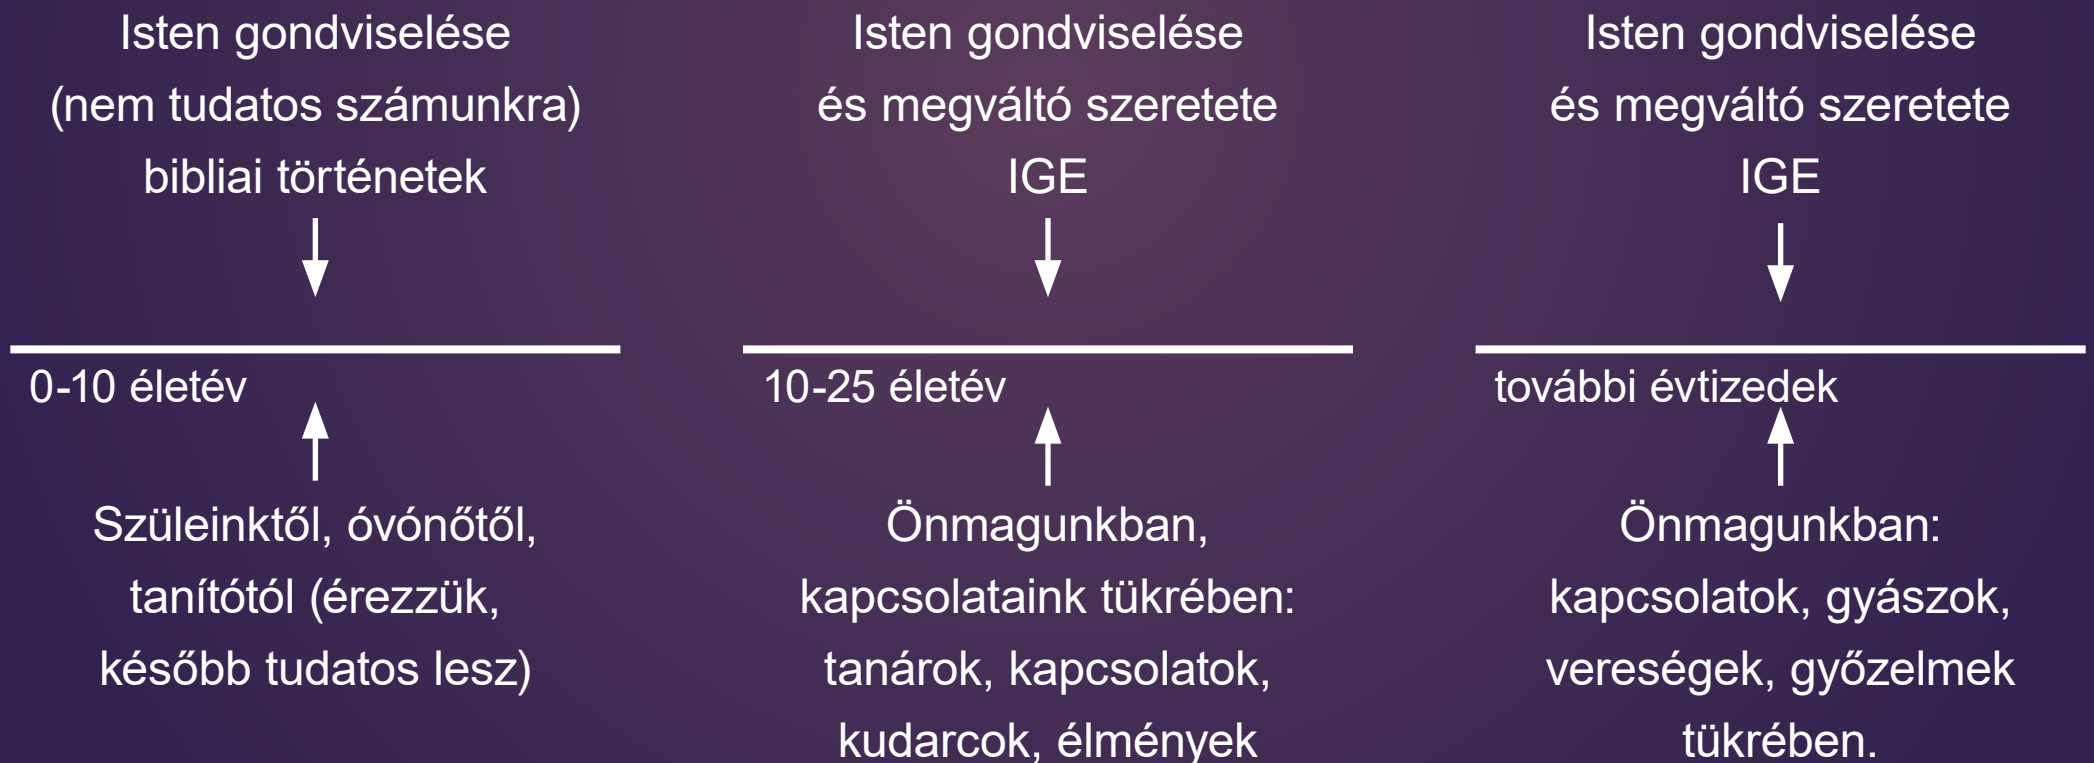 Isten gondviselése
(nem tudatos számunkra)
bibliai történetek
0-10 életév
Szüleinktől, óvónőtől,
tanítótól (érezzük,
később tudatos lesz)
Isten gondviselése
és megváltó szeretete
IGE
10-25 életév
Önmagunkban,
kapcsolataink tükrében:
tanárok, kapcsolatok,
kudarcok, élmények
Isten gondviselése
és megváltó szeretete
IGE
további évtizedek
Önmagunkban:
kapcsolatok, gyászok,
vereségek, győzelmek
tükrében.